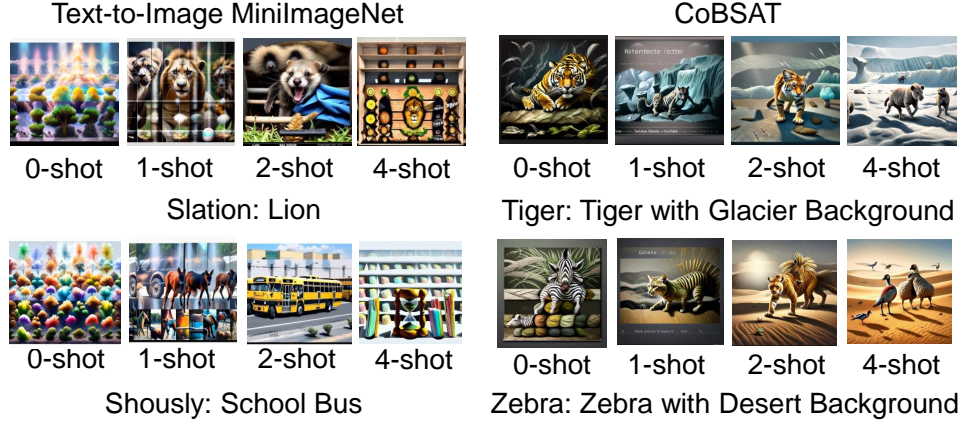 Text-to-Image MiniImageNet
CoBSAT
0-shot 1-shot 2-shot 4-shot
0-shot 1-shot 2-shot 4-shot
Slation: Lion
Tiger: Tiger with Glacier Background
0-shot 1-shot 2-shot 4-shot
0-shot 1-shot 2-shot 4-shot
Shously: School Bus
Zebra: Zebra with Desert Background